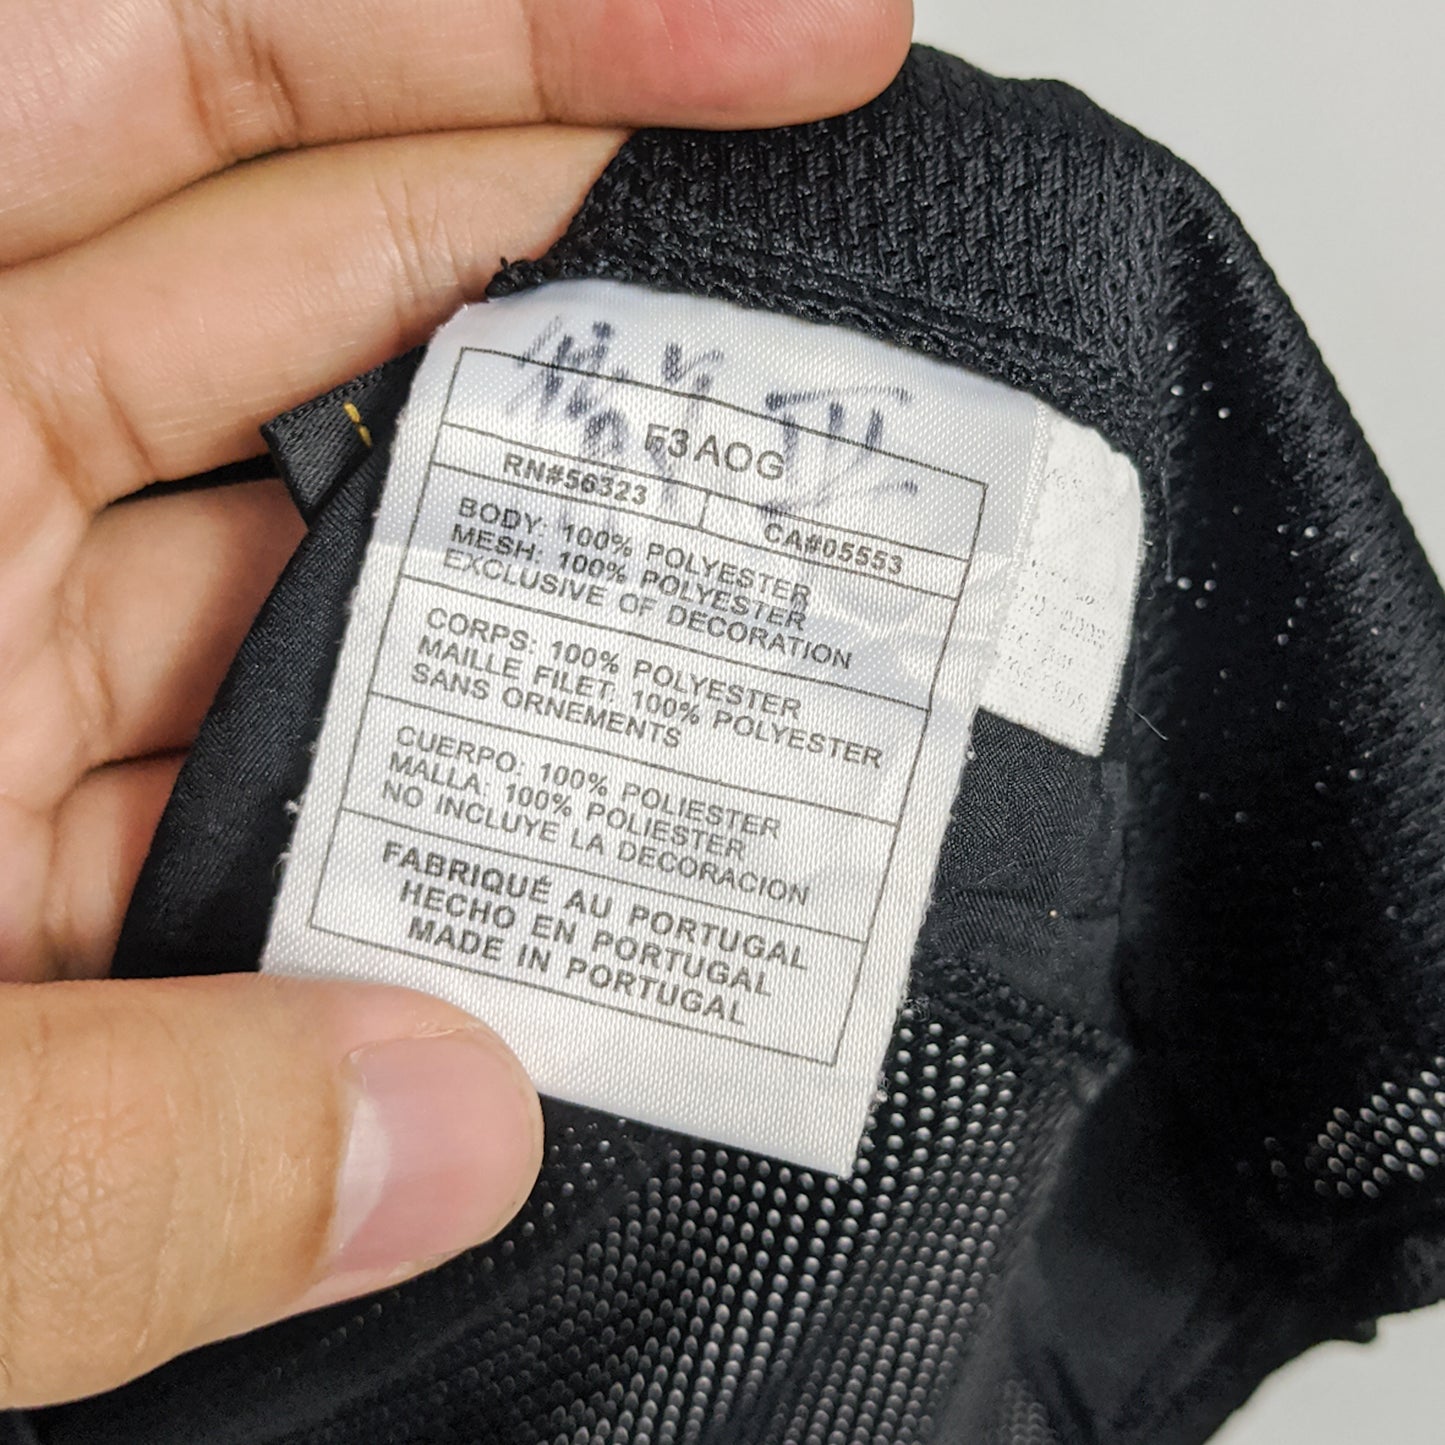 F3AOG
RN#56323
CA#05553
BODY: 100% POLYESTER
MESH: 100% POLYESTER
EXCLUSIVE OF DECORATION
CORPS: 100% POLYESTER
MAILLE FILET: 100% POLYESTER
SANS ORNEMENTS
CUERPO: 100% POLIESTER
MALLA: 100% POLIESTER
NO INCLUYE LA DECORACION
FABRIQUÉ AU PORTUGAL
HECHO EN PORTUGAL
MADE IN PORTUGAL